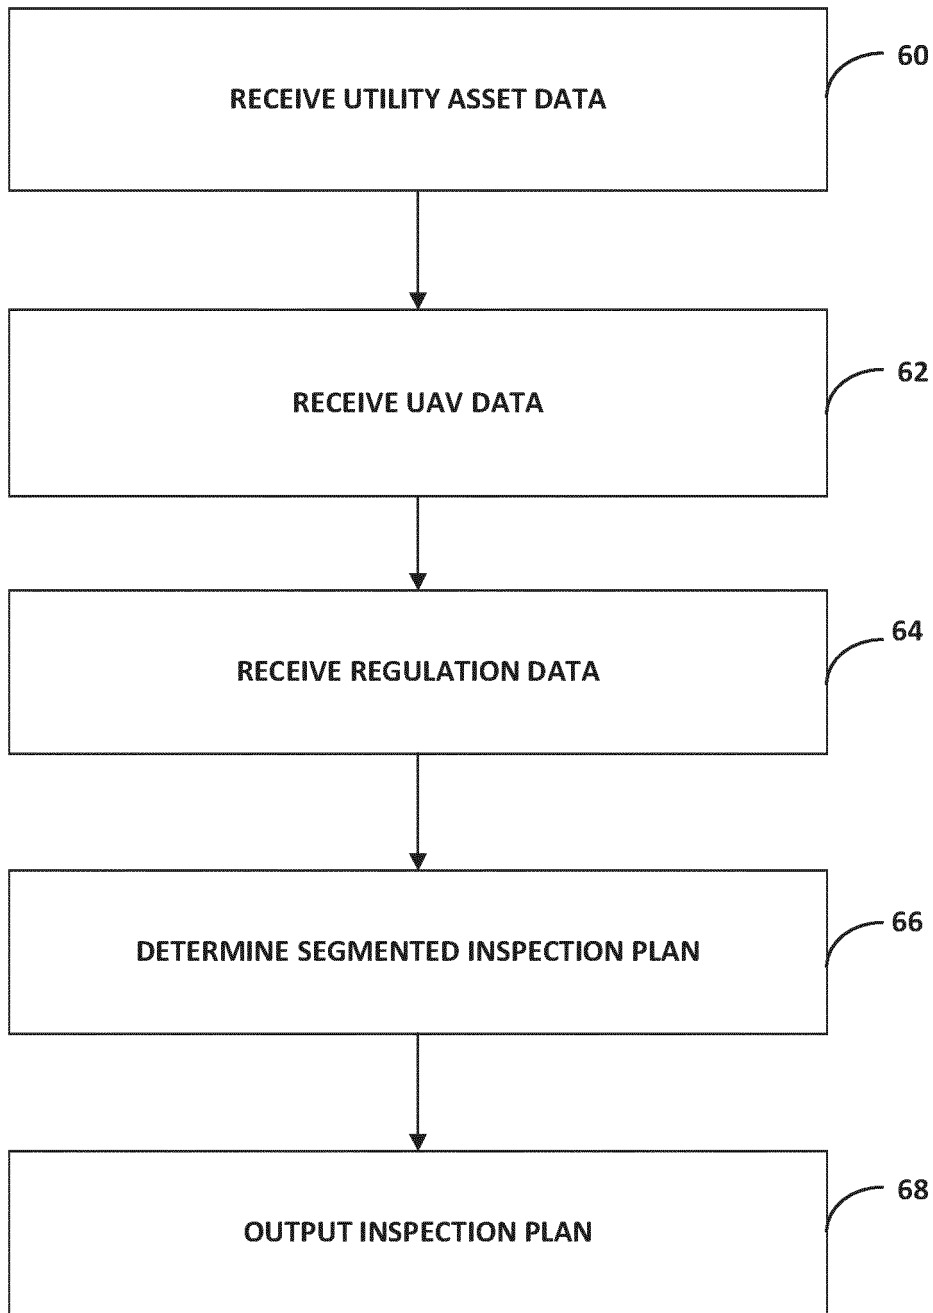 RECEIVE UTILITY ASSET DATA
60
RECEIVE UAV DATA
62
RECEIVE REGULATION DATA
64
DETERMINE SEGMENTED INSPECTION PLAN
66
OUTPUT INSPECTION PLAN
68